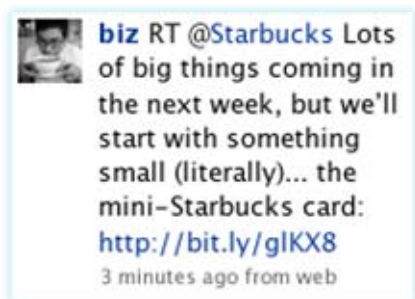 biz RT @Starbucks Lots
of big things coming in
the next week, but we'll
start with something
small (literally)... the
mini-Starbucks card:
http://bit.ly/glKX8
3 minutes ago from web